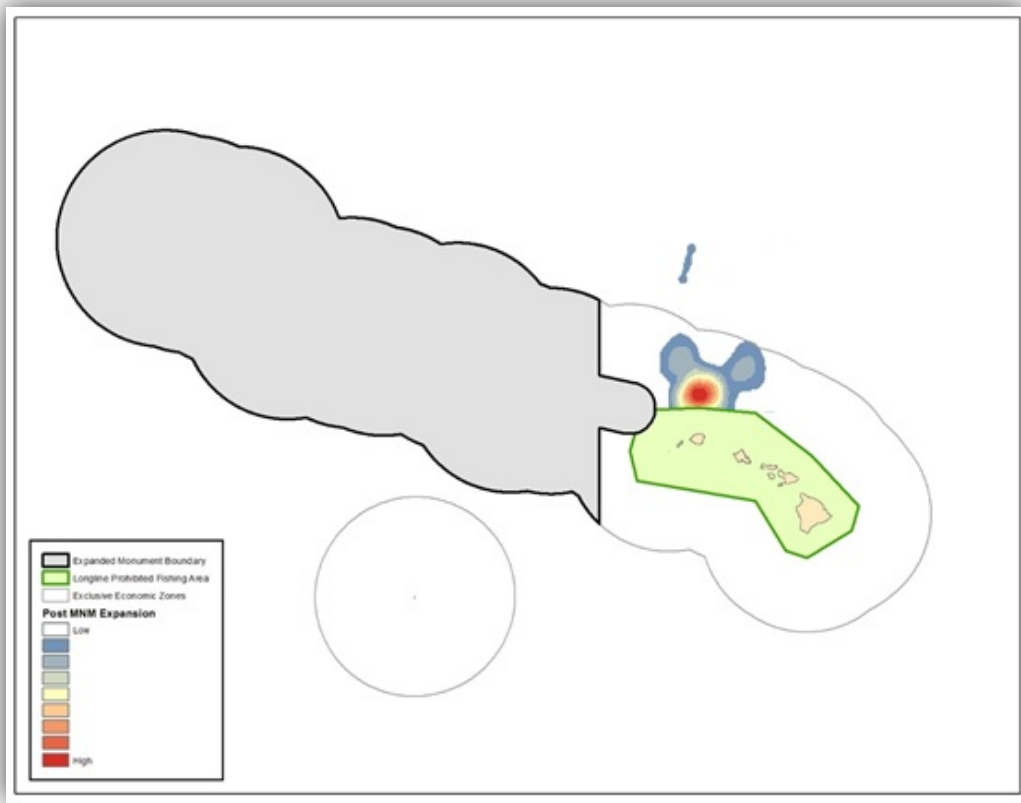 Expanded Monument Boundary
Longline Prohibited Fishing Area
Exclusive Economic Zones
Post MNM Expansion
Low
High